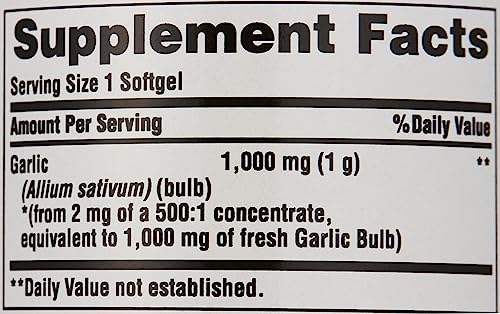 Supplement Facts
Serving Size 1 Softgel
Amount Per Serving % Daily Value
Garlic 1,000 mg (1 g) **
(Allium sativum) (bulb)
*(from 2 mg of a 500:1 concentrate,
equivalent to 1,000 mg of fresh Garlic Bulb)
**Daily Value not established.